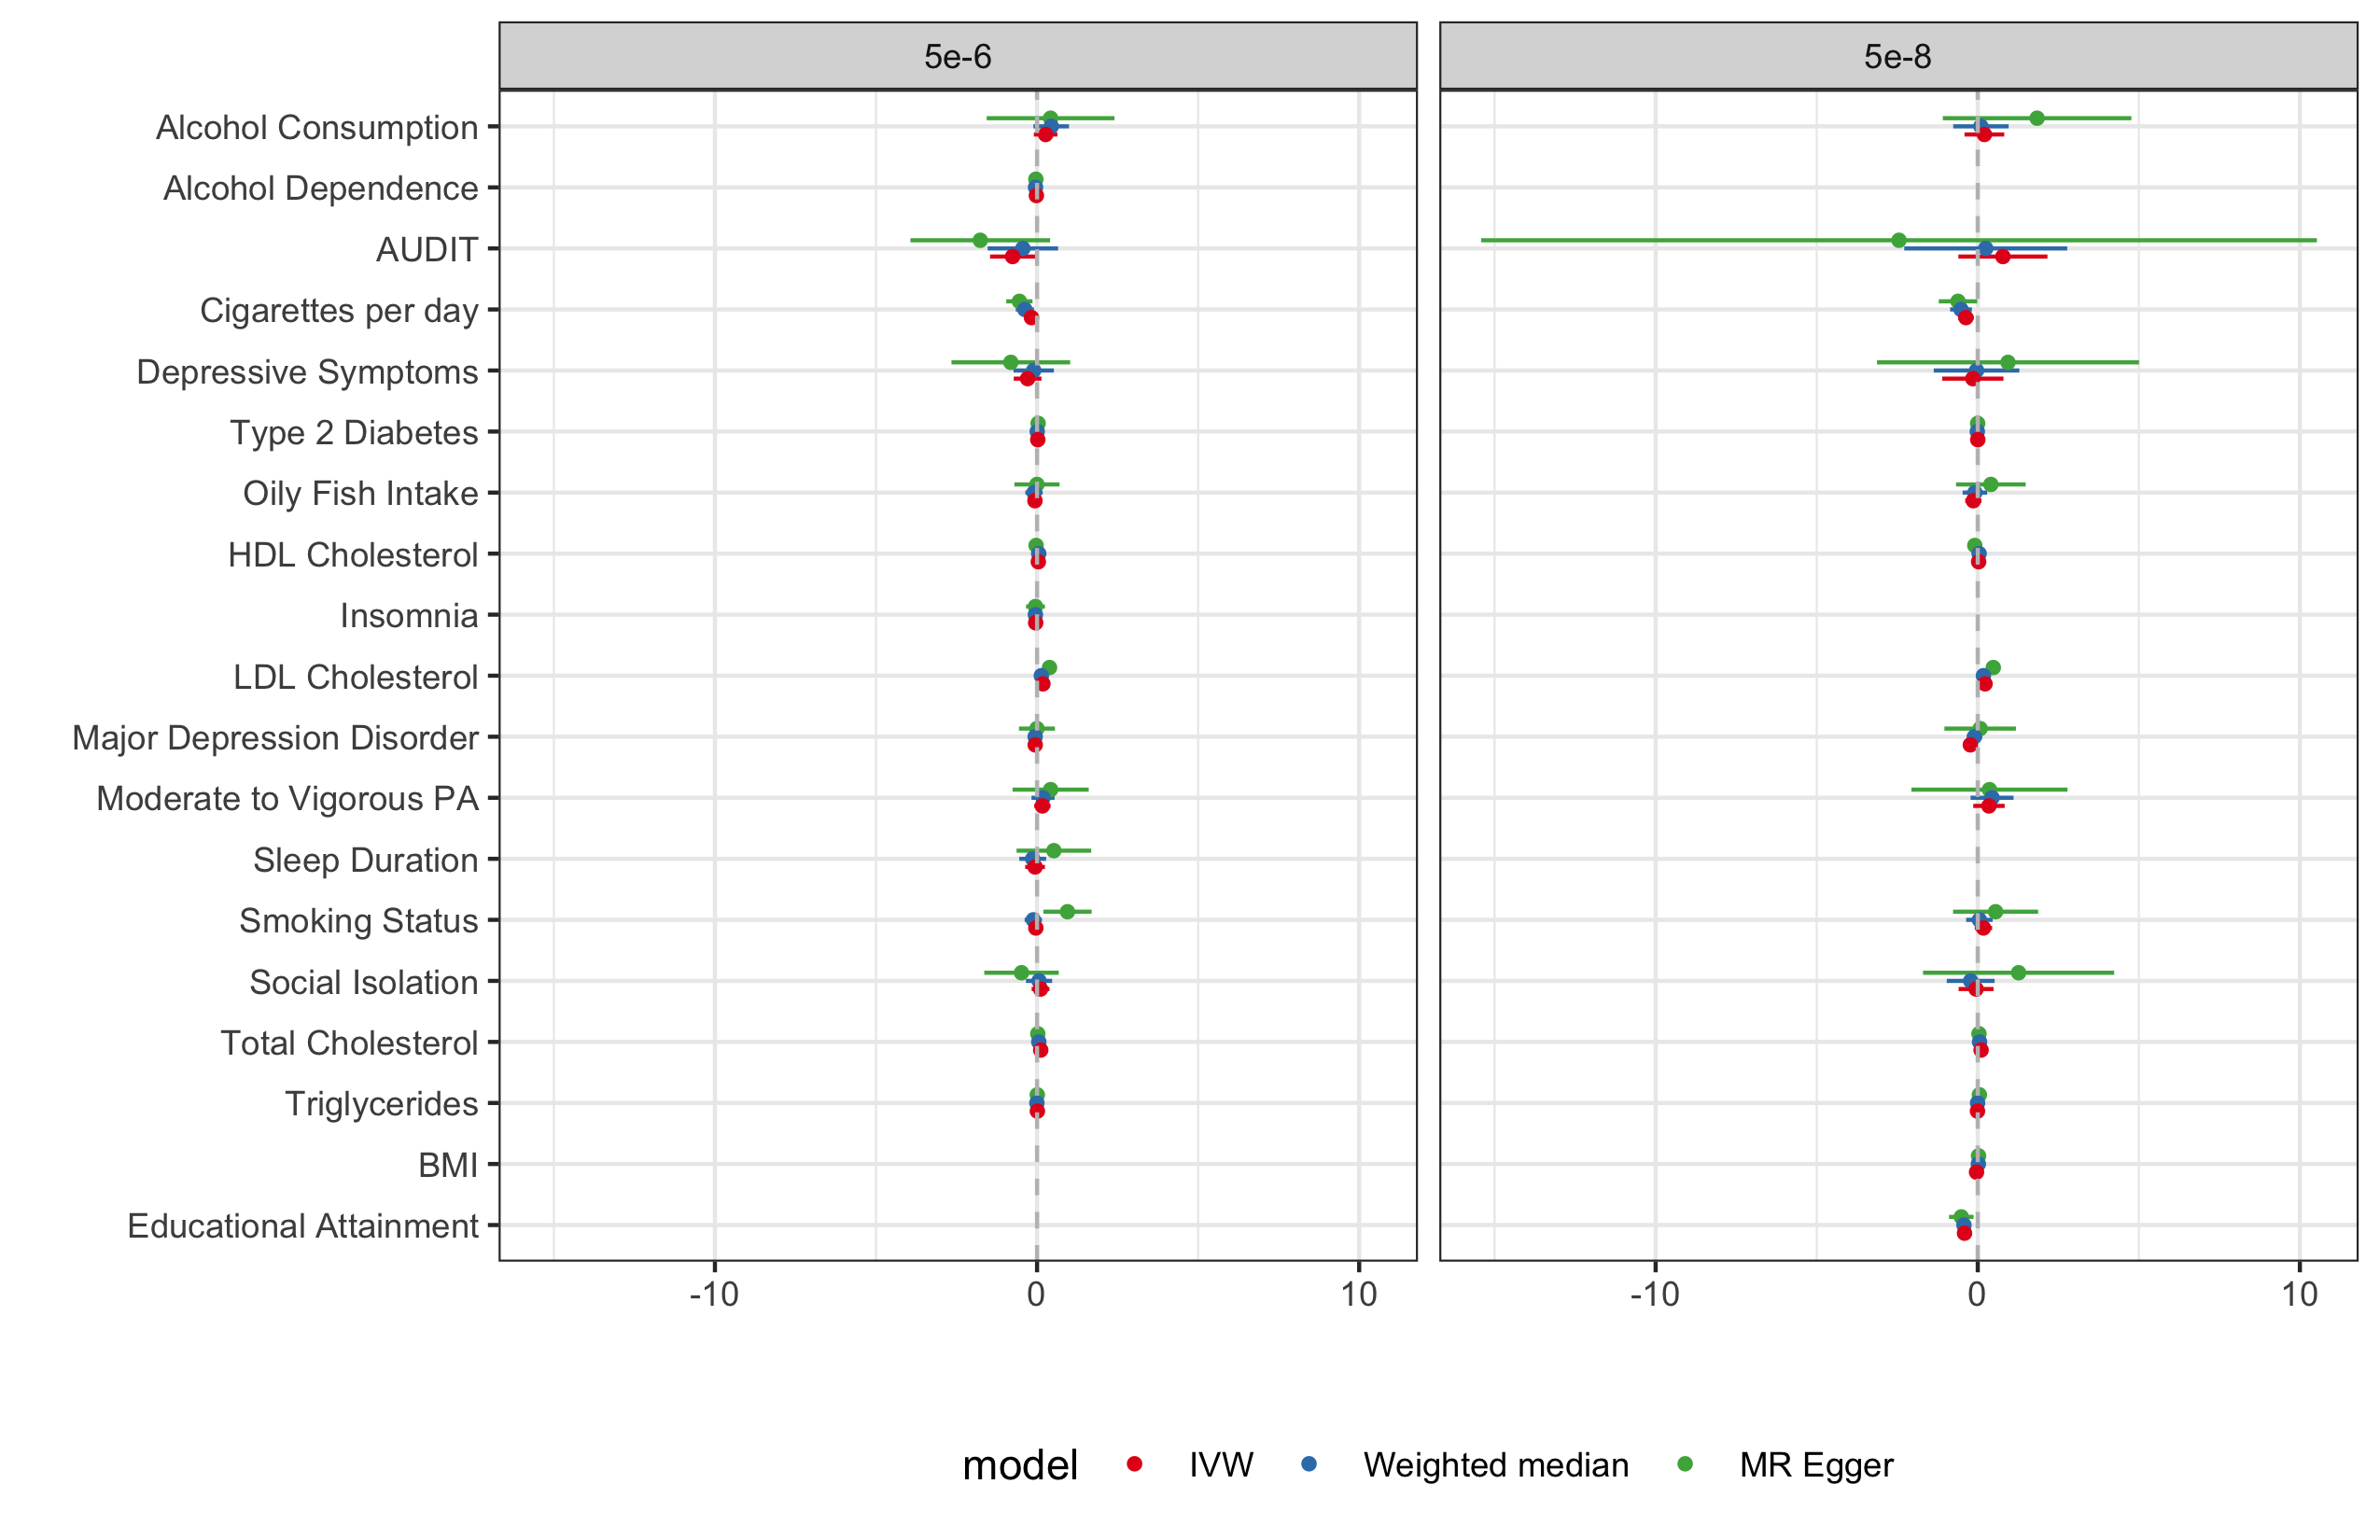 5e-6 5e-8
Alcohol Consumption
Alcohol Dependence
AUDIT
Cigarettes per day
Depressive Symptoms
Type 2 Diabetes
Oily Fish Intake
HDL Cholesterol
Insomnia
LDL Cholesterol
Major Depression Disorder
Moderate to Vigorous PA
Sleep Duration
Smoking Status
Social Isolation
Total Cholesterol
Triglycerides
BMI
Educational Attainment
-10 0 10 -10 0 10
model IVW Weighted median MR Egger